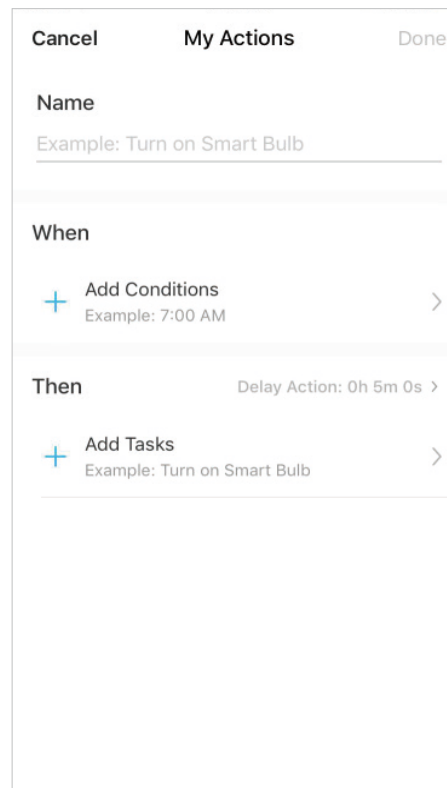 Cancel My Actions Done
Name
Example: Turn on Smart Bulb
When
Add Conditions
Example: 7:00 AM
Then Delay Action: 0h 5m 0s >
Add Tasks
Example: Turn on Smart Bulb